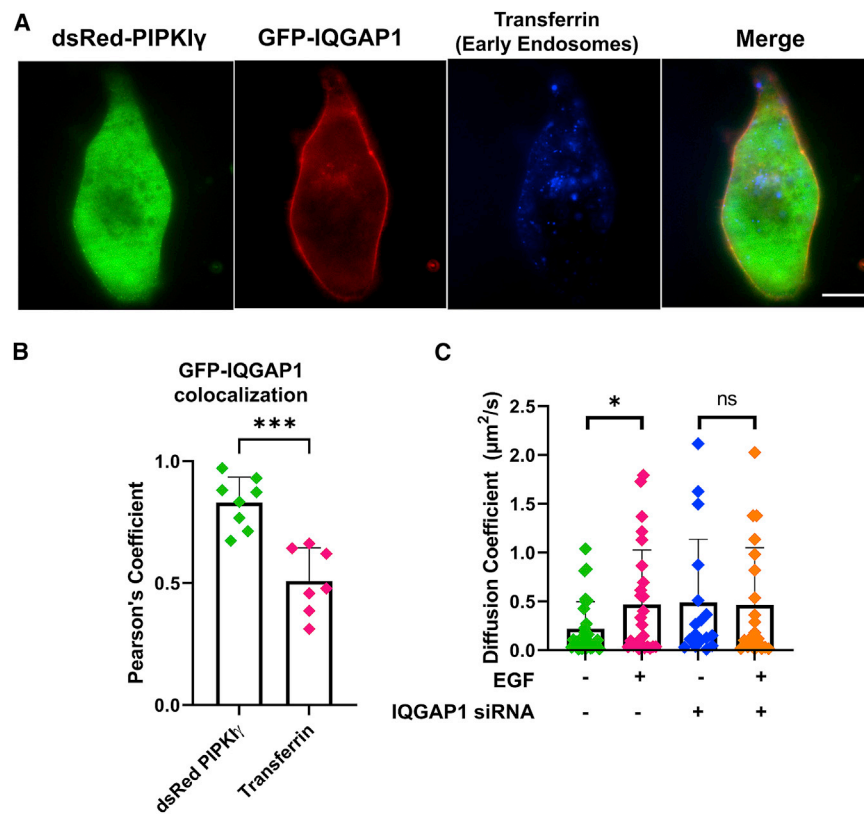 A
dsRed-PIPKIγ
GFP-IQGAP1
Transferrin
(Early Endosomes)
Merge
B
GFP-IQGAP1
colocalization
***
Pearson's Coefficient
1.0
0.5
0.0
dsRed PIPKIγ
Transferrin
C
Diffusion Coefficient (µm²/s)
2.5
2.0
1.5
1.0
0.5
0.0
*
ns
EGF - + - +
IQGAP1 siRNA - - + +